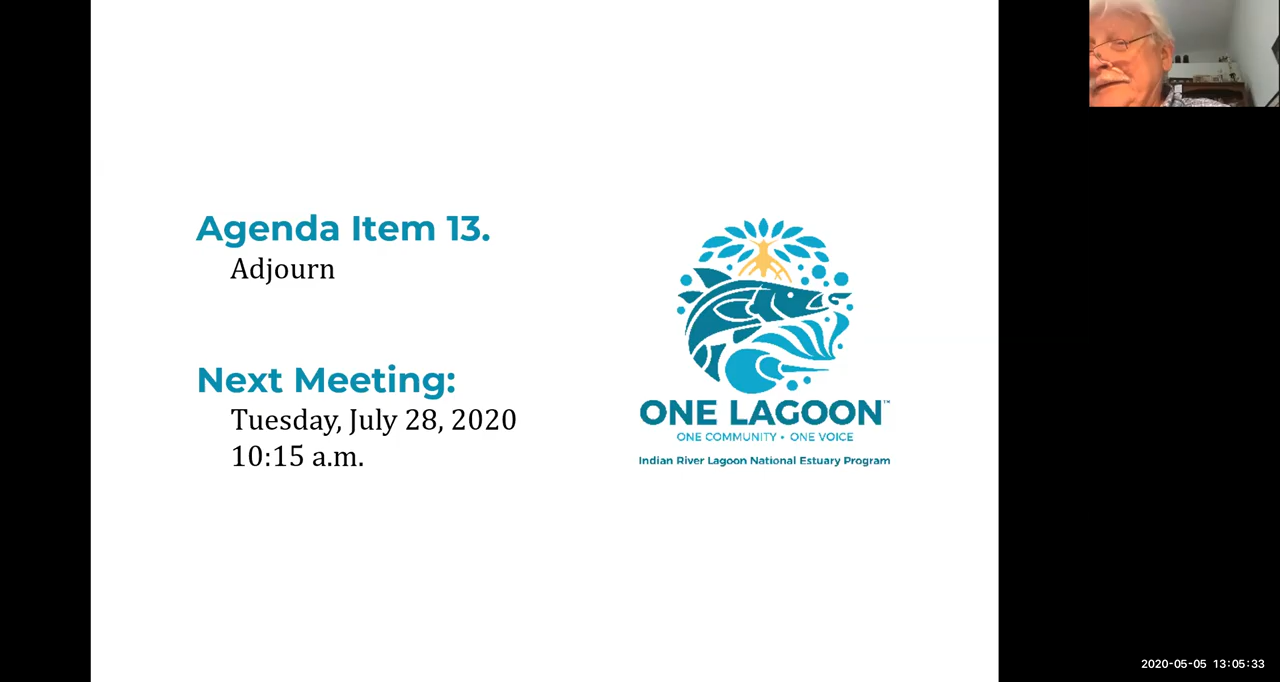 Agenda Item 13.
Adjourn
Next Meeting:
Tuesday, July 28, 2020
10:15 a.m.
ONE LAGOON™
ONE COMMUNITY • ONE VOICE
Indian River Lagoon National Estuary Program
2020-05-05 13:05:33